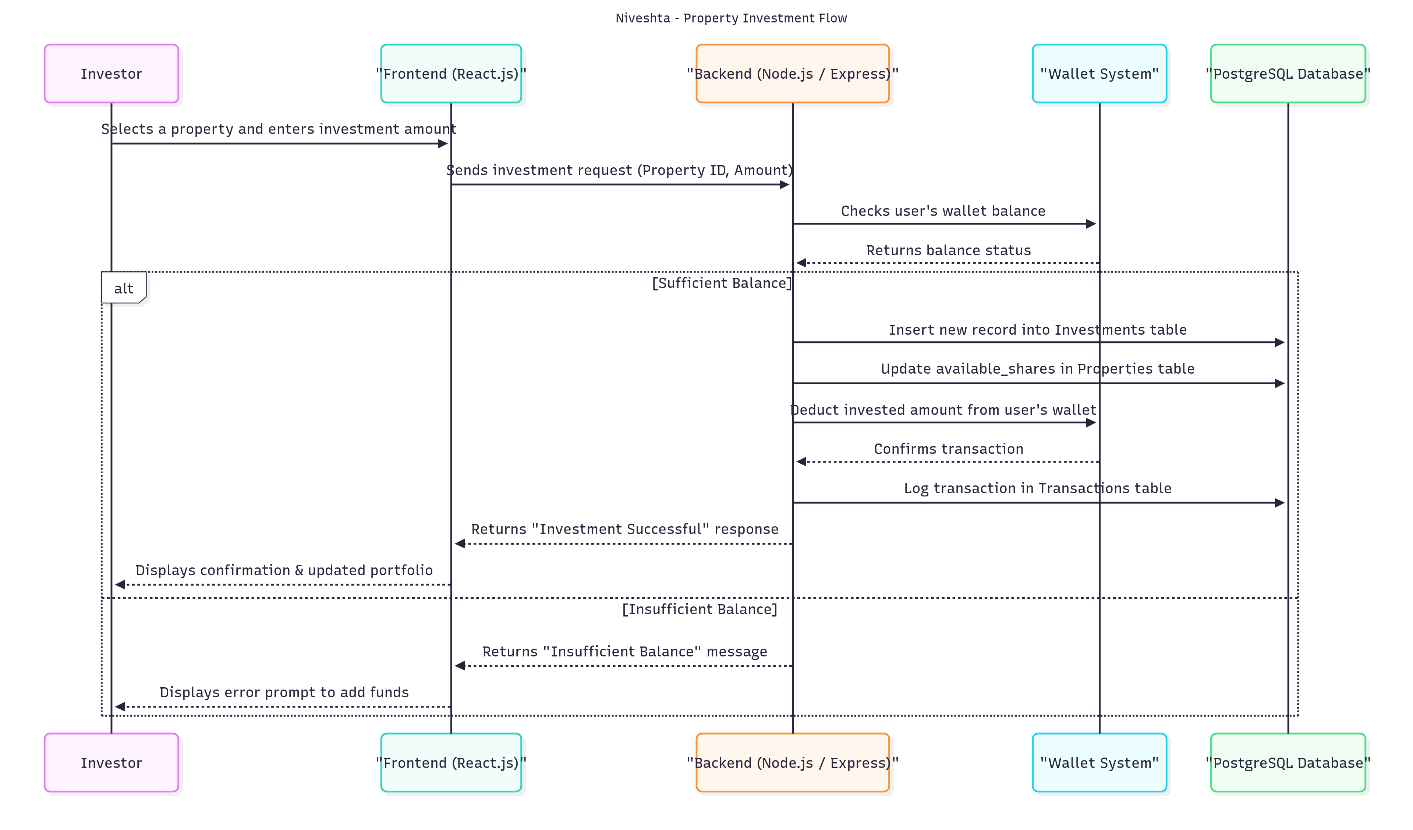 Niveshta - Property Investment Flow
Investor
"Frontend (React.js)"
"Backend (Node.js / Express)"
"Wallet System"
"PostgreSQL Database"
Selects a property and enters investment amount
Sends investment request (Property ID, Amount)
Checks user's wallet balance
Returns balance status
alt
[Sufficient Balance]
Insert new record into Investments table
Update available_shares in Properties table
Deduct invested amount from user's wallet
Confirms transaction
Log transaction in Transactions table
Returns "Investment Successful" response
Displays confirmation & updated portfolio
[Insufficient Balance]
Returns "Insufficient Balance" message
Displays error prompt to add funds
Investor
"Frontend (React.js)"
"Backend (Node.js / Express)"
"Wallet System"
"PostgreSQL Database"